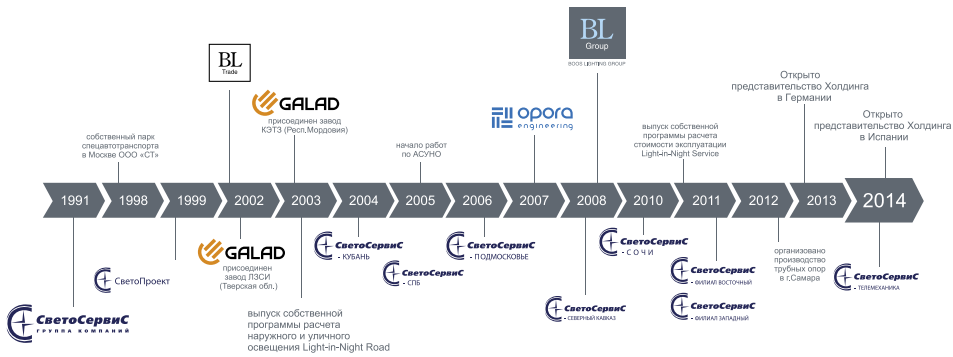 BL
Trade
BL
Group
BOOS LIGHTING GROUP
GALAD
присоединен завод
КЭТЗ (Респ.Мордовия)
opora
engineering
Открыто
представительство Холдинга
в Германии
Открыто
представительство Холдинга
в Испании
собственный парк
спецавтотранспорта
в Москве ООО «СТ»
начало работ
по АСУНО
выпуск собственной
программы расчета
стоимости эксплуатации
Light-in-Night Service
1991 1998 1999 2002 2003 2004 2005 2006 2007 2008 2010 2011 2012 2013 2014
СветоСервиС
ГРУППА КОМПАНИЙ
СветоПроект
GALAD
присоединен
завод ЛЗСИ
(Тверская обл.)
выпуск собственной
программы расчета
наружного и уличного
освещения Light-in-Night Road
СветоСервиС
- КУБАНЬ
СветоСервиС
- СПБ
СветоСервиС
- ПОДМОСКОВЬЕ
СветоСервиС
- СЕВЕРНЫЙ КАВКАЗ
СветоСервиС
- СОЧИ
СветоСервиС
- ФИЛИАЛ ВОСТОЧНЫЙ
СветоСервиС
- ФИЛИАЛ ЗАПАДНЫЙ
организовано
производство
трубных опор
в г.Самара
СветоСервиС
- ТЕЛЕМЕХАНИКА